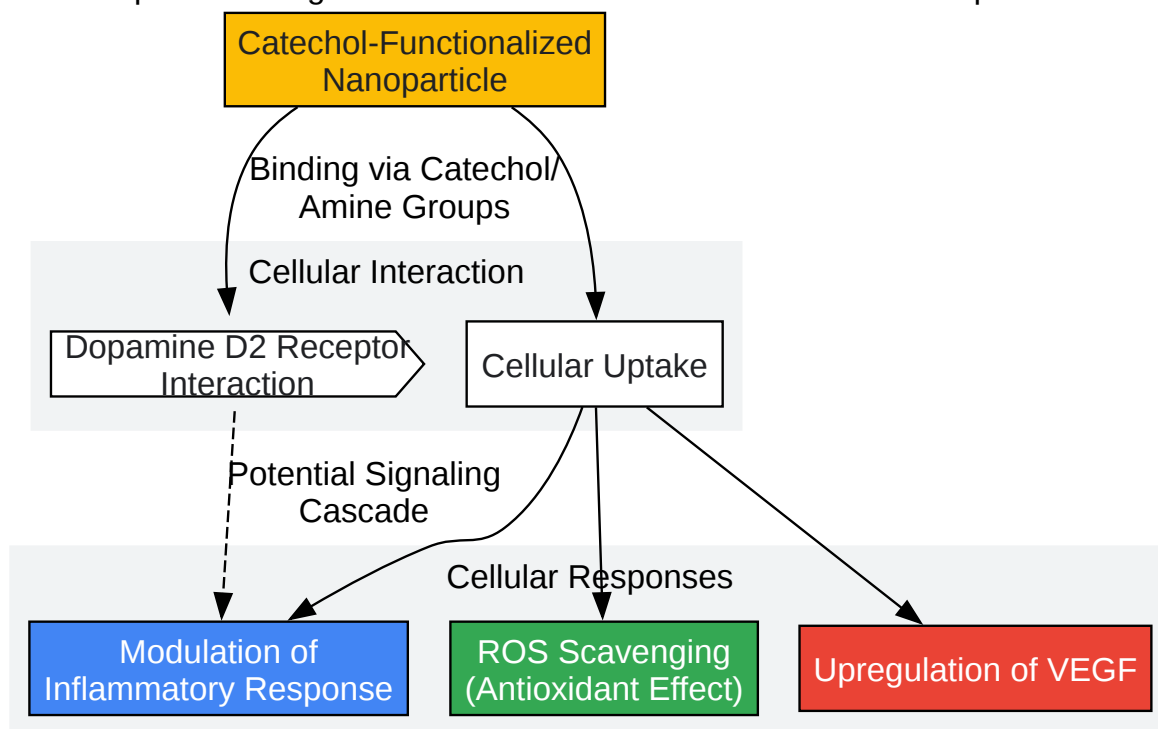 Catechol-Functionalized
Nanoparticle
Binding via Catechol/
Amine Groups
Cellular Interaction
Dopamine D2 Receptor
Interaction
Cellular Uptake
Potential Signaling
Cascade
Cellular Responses
Modulation of
Inflammatory Response
ROS Scavenging
(Antioxidant Effect)
Upregulation of VEGF